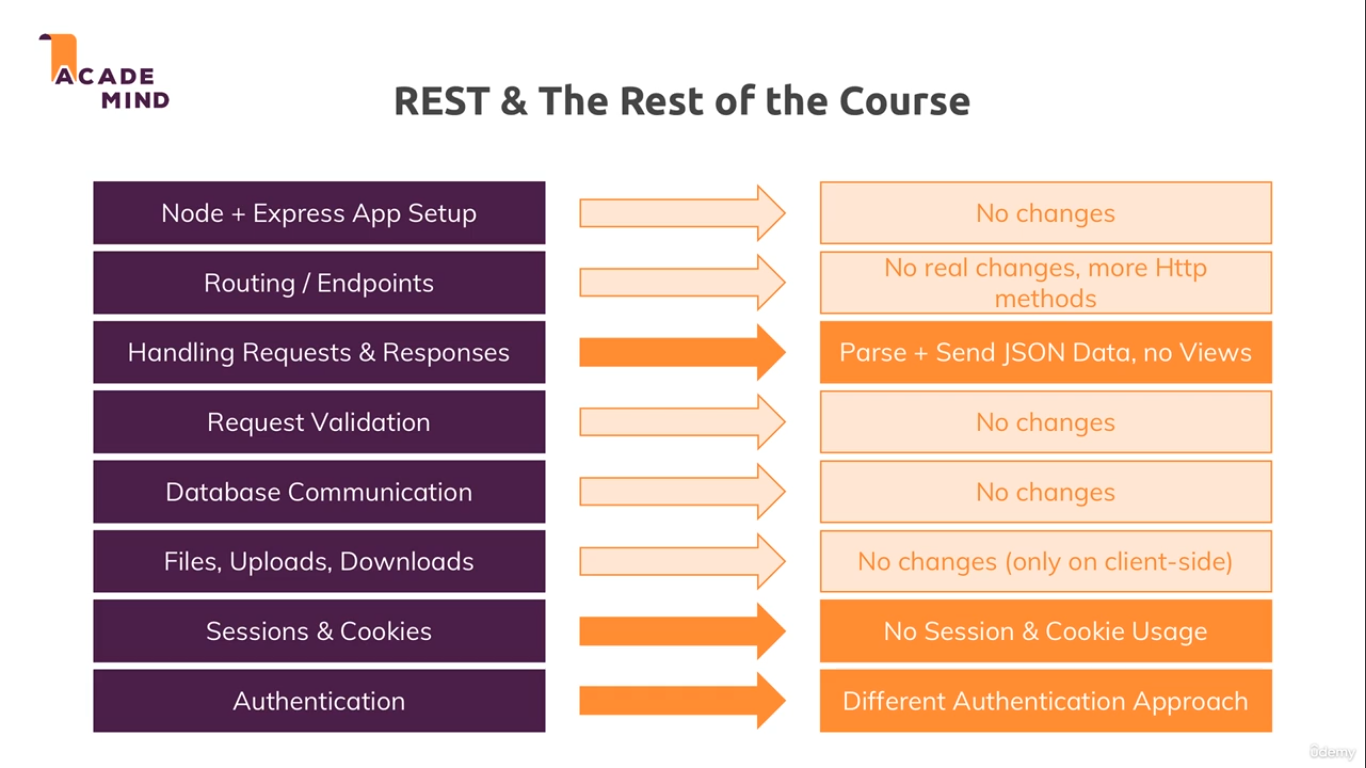 ACADE
MIND
REST & The Rest of the Course
Node + Express App Setup
No changes
Routing / Endpoints
No real changes, more Http
methods
Handling Requests & Responses
Parse + Send JSON Data, no Views
Request Validation
No changes
Database Communication
No changes
Files, Uploads, Downloads
No changes (only on client-side)
Sessions & Cookies
No Session & Cookie Usage
Authentication
Different Authentication Approach
ûdemy